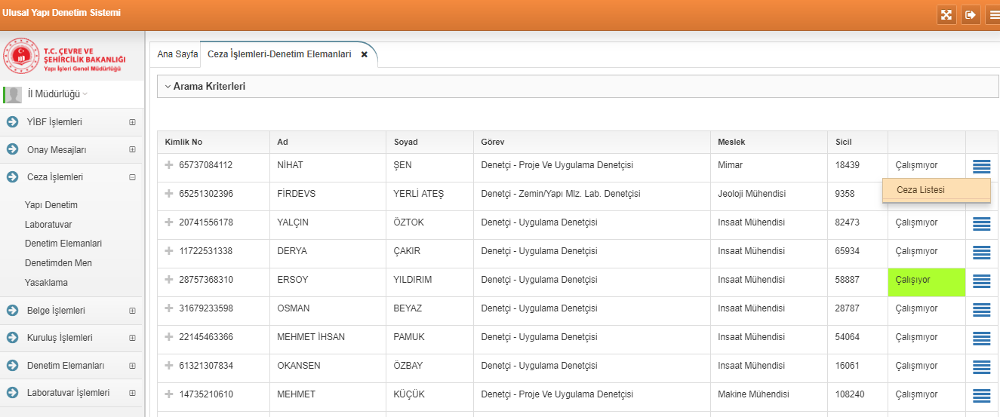 Ulusal Yapı Denetim Sistemi
T.C. ÇEVRE VE
ŞEHİRCİLİK BAKANLIĞI
Yapı İşleri Genel Müdürlüğü
İl Müdürlüğü
YİBF İşlemleri
Onay Mesajları
Ceza İşlemleri
Yapı Denetim
Laboratuvar
Denetim Elemanlari
Denetimden Men
Yasaklama
Belge İşlemleri
Kuruluş İşlemleri
Denetim Elemanları
Laboratuvar İşlemleri
Ana Sayfa Ceza İşlemleri-Denetim Elemanlari
Arama Kriterleri
Kimlik No Ad Soyad Görev Meslek Sicil
65737084112 NİHAT ŞEN Denetçi - Proje Ve Uygulama Denetçisi Mimar 18439 Çalışmıyor
65251302396 FİRDEVS YERLİ ATEŞ Denetçi - Zemin/Yapı Mlz. Lab. Denetçisi Jeoloji Mühendisi 9358 Ceza Listesi
20741556178 YALÇIN ÖZTOK Denetçi - Uygulama Denetçisi Insaat Mühendisi 82473 Çalışmıyor
11722531338 DERYA ÇAKIR Denetçi - Uygulama Denetçisi Insaat Mühendisi 65934 Çalışmıyor
28757368310 ERSOY YILDIRIM Denetçi - Uygulama Denetçisi Insaat Mühendisi 58887 Çalışıyor
31679233598 OSMAN BEYAZ Denetçi - Uygulama Denetçisi Insaat Mühendisi 28787 Çalışmıyor
22145463366 MEHMET İHSAN PAMUK Denetçi - Uygulama Denetçisi Insaat Mühendisi 54064 Çalışmıyor
61321307834 OKANSEN ÖZBAY Denetçi - Uygulama Denetçisi Insaat Mühendisi 16061 Çalışmıyor
14735210610 MEHMET KÜÇÜK Denetçi - Proje Ve Uygulama Denetçisi Makine Mühendisi 108240 Çalışmıyor